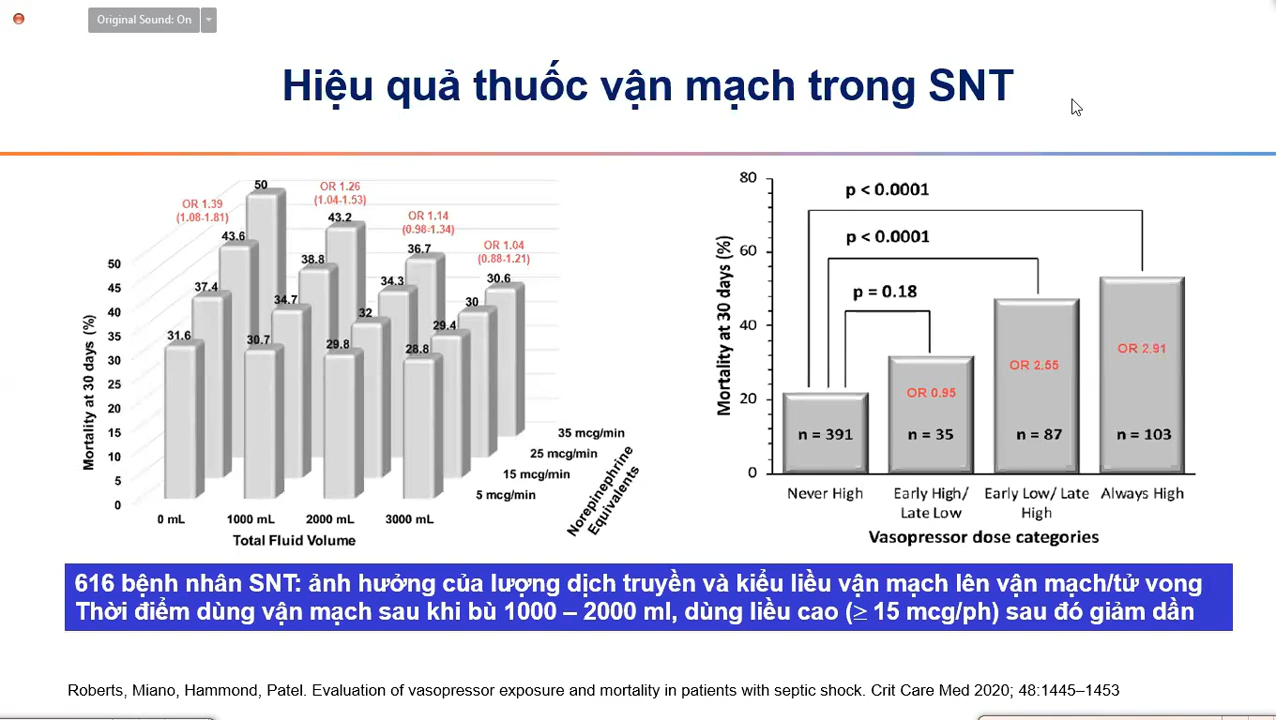 Original Sound: On
Hiệu quả thuốc vận mạch trong SNT
OR 1.39
(1.08-1.81)
OR 1.26
(1.04-1.53)
OR 1.14
(0.98-1.34)
OR 1.04
(0.88-1.21)
50
43.2
36.7
30.6
43.6
38.8
34.3
30
37.4
34.7
32
29.4
31.6
30.7
29.8
28.8
50
45
40
35
30
25
20
15
10
5
0
Mortality at 30 days (%)
35 mcg/min
25 mcg/min
15 mcg/min
5 mcg/min
Norepinephrine
Equivalents
0 mL 1000 mL 2000 mL 3000 mL
Total Fluid Volume
80
60
40
20
0
Mortality at 30 days (%)
p < 0.0001
p < 0.0001
p = 0.18
OR 0.95
OR 2.55
OR 2.91
n = 391 n = 35 n = 87 n = 103
Never High
Early High/
Late Low
Early Low/ Late
High
Always High
Vasopressor dose categories
616 bệnh nhân SNT: ảnh hưởng của lượng dịch truyền và kiểu liều vận mạch lên vận mạch/tử vong
Thời điểm dùng vận mạch sau khi bù 1000 – 2000 ml, dùng liều cao (≥ 15 mcg/ph) sau đó giảm dần
Roberts, Miano, Hammond, Patel. Evaluation of vasopressor exposure and mortality in patients with septic shock. Crit Care Med 2020; 48:1445–1453